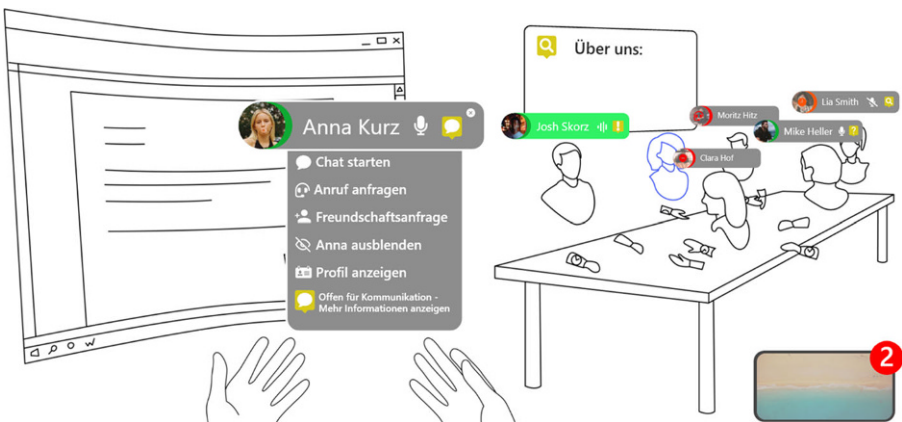 Über uns:
Anna Kurz
Chat starten
Anruf anfragen
Freundschaftsanfrage
Anna ausblenden
Profil anzeigen
Offen für Kommunikation -
Mehr Informationen anzeigen
Josh Skorz
Moritz Hitz
Lia Smith
Mike Heller
?
Clara Hof
2